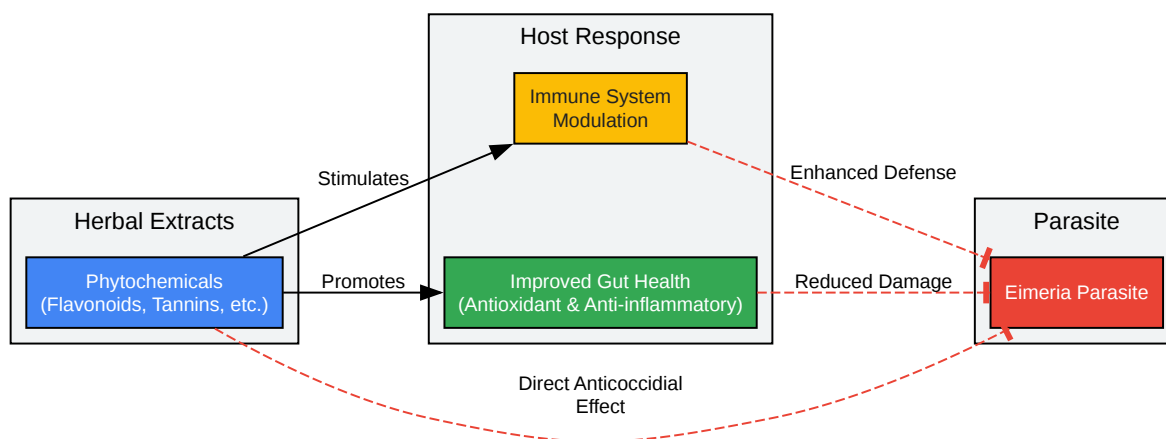 Host Response
Immune System
Modulation
Stimulates
Enhanced Defense
Herbal Extracts
Parasite
Phytochemicals
(Flavonoids, Tannins, etc.)
Promotes
Improved Gut Health
(Antioxidant & Anti-inflammatory)
Reduced Damage
Eimeria Parasite
Direct Anticoccidial
Effect